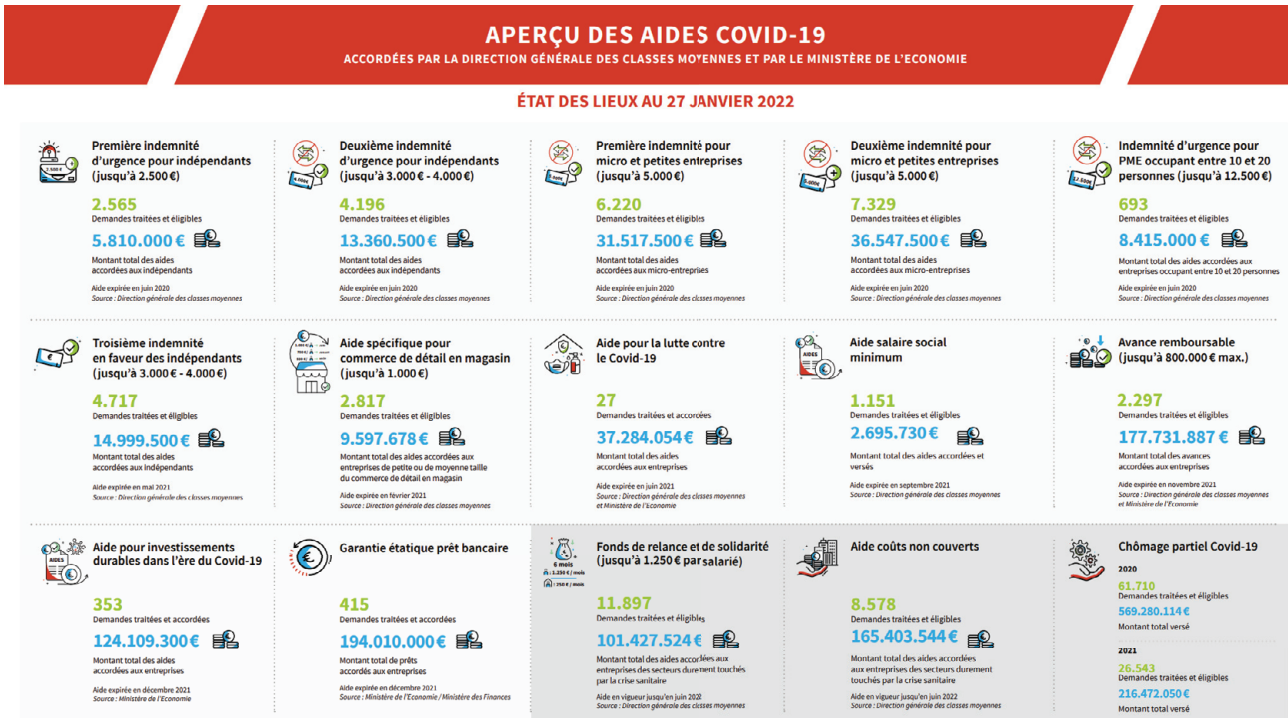 APERÇU DES AIDES COVID-19
ACCORDÉES PAR LA DIRECTION GÉNÉRALE DES CLASSES MOYENNES ET PAR LE MINISTÈRE DE L'ECONOMIE
ÉTAT DES LIEUX AU 27 JANVIER 2022
Première indemnité
d'urgence pour indépendants
(jusqu'à 2.500 €)
2.565
Demandes traitées et éligibles
5.810.000 €
Montant total des aides
accordées aux indépendants
Aide expirée en juin 2020
Source : Direction générale des classes moyennes
Deuxième indemnité
d'urgence pour indépendants
(jusqu'à 3.000 € - 4.000 €)
4.196
Demandes traitées et éligibles
13.360.500 €
Montant total des aides
accordées aux indépendants
Aide expirée en juin 2020
Source : Direction générale des classes moyennes
Première indemnité pour
micro et petites entreprises
(jusqu'à 5.000 €)
6.220
Demandes traitées et éligibles
31.517.500 €
Montant total des aides
accordées aux micro-entreprises
Aide expirée en juin 2020
Source : Direction générale des classes moyennes
Deuxième indemnité pour
micro et petites entreprises
(jusqu'à 5.000 €)
7.329
Demandes traitées et éligibles
36.547.500 €
Montant total des aides
accordées aux micro-entreprises
Aide expirée en juin 2020
Source : Direction générale des classes moyennes
Indemnité d'urgence pour
PME occupant entre 10 et 20
personnes (jusqu'à 12.500 €)
693
Demandes traitées et éligibles
8.415.000 €
Montant total des aides accordées aux
entreprises occupant entre 10 et 20 personnes
Aide expirée en juin 2020
Source : Direction générale des classes moyennes
Troisième indemnité
en faveur des indépendants
(jusqu'à 3.000 € - 4.000 €)
4.717
Demandes traitées et éligibles
14.999.500 €
Montant total des aides
accordées aux indépendants
Aide expirée en mai 2021
Source : Direction générale des classes moyennes
Aide spécifique pour
commerce de détail en magasin
(jusqu'à 1.000 €)
2.817
Demandes traitées et éligibles
9.597.678 €
Montant total des aides accordées aux
entreprises de petite ou de moyenne taille
du commerce de détail en magasin
Aide expirée en février 2021
Source : Direction générale des classes moyennes
Aide pour la lutte contre
le Covid-19
27
Demandes traitées et accordées
37.284.054 €
Montant total des aides
accordées aux entreprises
Aide expirée en juin 2021
Source : Direction générale des classes moyennes
et Ministère de l'Economie
AIDES
Aide salaire social
minimum
1.151
Demandes traitées et éligibles
2.695.730 €
Montant total des aides accordées et
versés
Aide expirée en septembre 2021
Source : Direction générale des classes moyennes
Avance remboursable
(jusqu'à 800.000 € max.)
2.297
Demandes traitées et éligibles
177.731.887 €
Montant total des avances
accordées aux entreprises
Aide expirée en novembre 2021
Source : Direction générale des classes moyennes
et Ministère de l'Economie
AIDES
Aide pour investissements
durables dans l'ère du Covid-19
353
Demandes traitées et accordées
124.109.300 €
Montant total des aides
accordées aux entreprises
Aide expirée en décembre 2021
Source : Ministère de l'Economie
Garantie étatique prêt bancaire
415
Demandes traitées et accordées
194.010.000 €
Montant total de prêts
accordés aux entreprises
Aide expirée en décembre 2021
Source : Ministère de l'Economie / Ministère des Finances
6 mois
: 1.250 € / mois
: 250 € / mois
Fonds de relance et de solidarité
(jusqu'à 1.250 € par salarié)
11.897
Demandes traitées et éligibles
101.427.524 €
Montant total des aides accordées aux
entreprises des secteurs durement touchés
par la crise sanitaire
Aide en vigueur jusqu'en juin 2022
Source : Direction générale des classes moyennes
Aide coûts non couverts
8.578
Demandes traitées et éligibles
165.403.544 €
Montant total des aides accordées
aux entreprises des secteurs durement
touchés par la crise sanitaire
Aide en vigueur jusqu'en juin 2022
Source : Direction générale des classes moyennes
Chômage partiel Covid-19
2020
61.710
Demandes traitées et éligibles
569.280.114 €
Montant total versé
2021
26.543
Demandes traitées et éligibles
216.472.050 €
Montant total versé